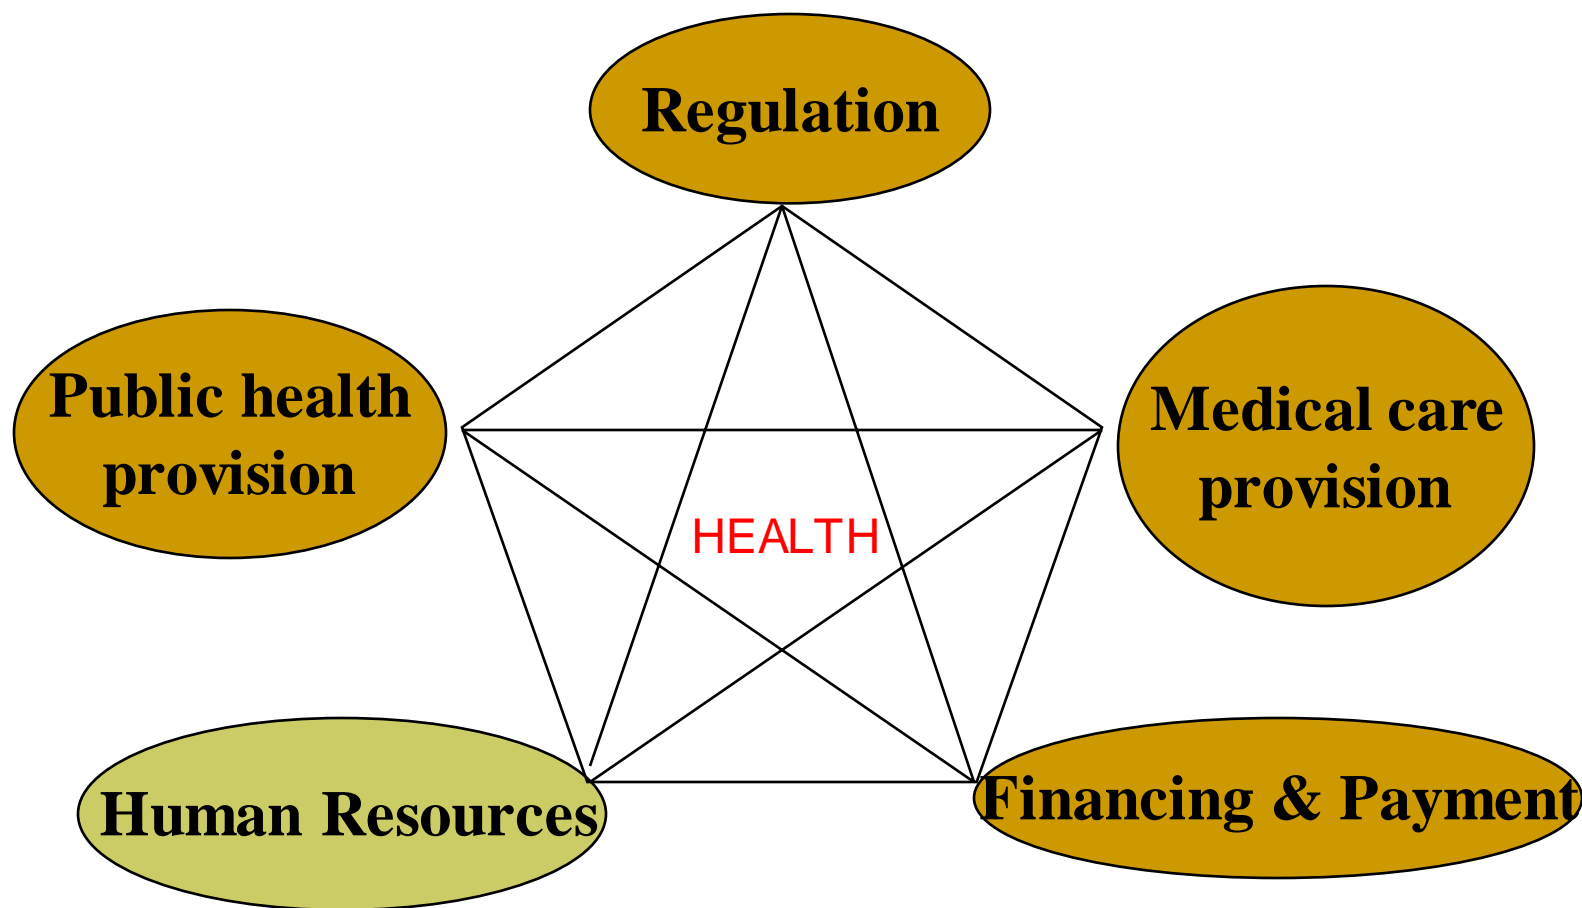 Regulation
Public health
provision
Medical care
provision
HEALTH
Human Resources
Financing & Payment